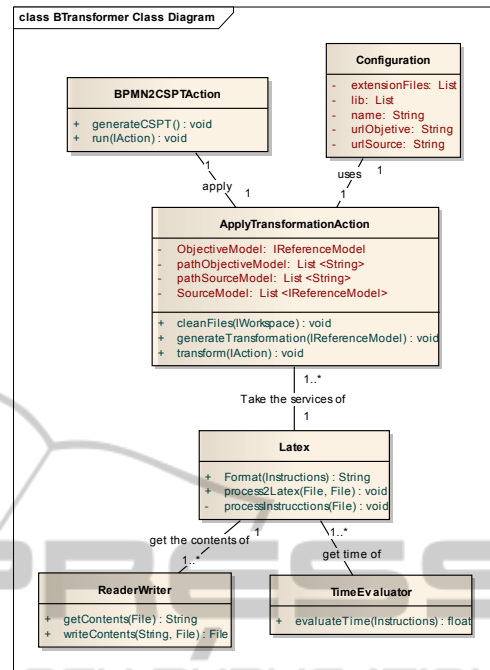 class BTransformer Class Diagram
BPMN2CSPTAction
+ generateCSPT() : void
+ run(IAction) : void
Configuration
- extensionFiles: List
- lib: List
- name: String
- urlObjetive: String
- urlSource: String
1
apply
1
1
uses
1
ApplyTransformationAction
- ObjectiveModel: IReferenceModel
- pathObjectiveModel: List <String>
- pathSourceModel: List <String>
- SourceModel: List <IReferenceModel>
+ cleanFiles(IWorkspace) : void
+ generateTransformation(IReferenceModel) : void
+ transform(IAction) : void
1..*
Take the services of
1
Latex
+ Format(Instructions) : String
+ process2Latex(File, File) : void
- processInstrucctions(File) : void
1
get the contents of
1..*
1..*
get time of
1
ReaderWriter
+ getContents(File) : String
+ writeContents(String, File) : File
TimeEvaluator
+ evaluateTime(Instructions) : float
PRESS